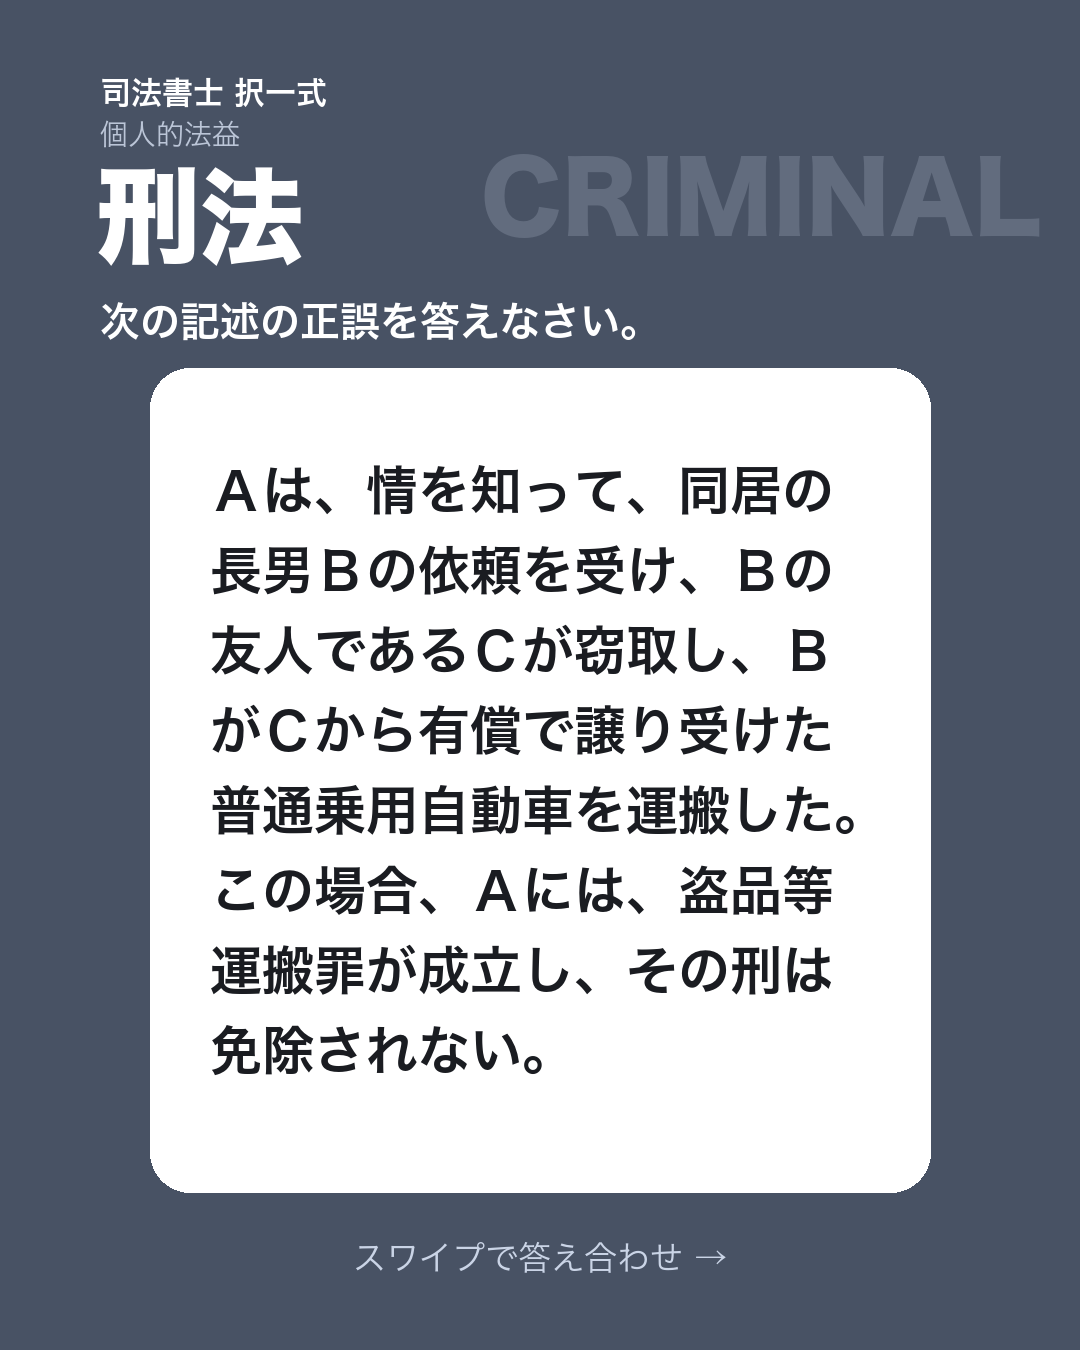 司法書士 択一式
個人的法益
刑法
CRIMINAL
次の記述の正誤を答えなさい。
Ａは、情を知って、同居の
長男Ｂの依頼を受け、Ｂの
友人であるＣが窃取し、Ｂ
がＣから有償で譲り受けた
普通乗用自動車を運搬した。
この場合、Ａには、盗品等
運搬罪が成立し、その刑は
免除されない。
スワイプで答え合わせ →